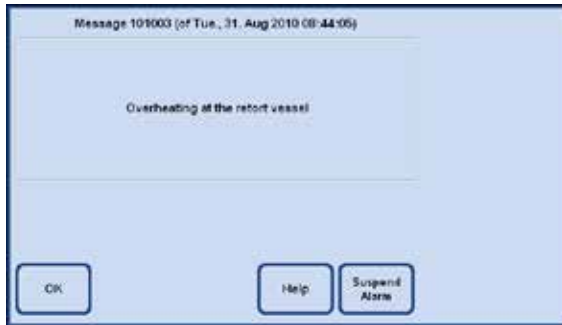 Message 101003 (of Tue., 31. Aug 2010 08:44:05)
Overheating at the retort vessel
OK
Help
Suspend
Alarm